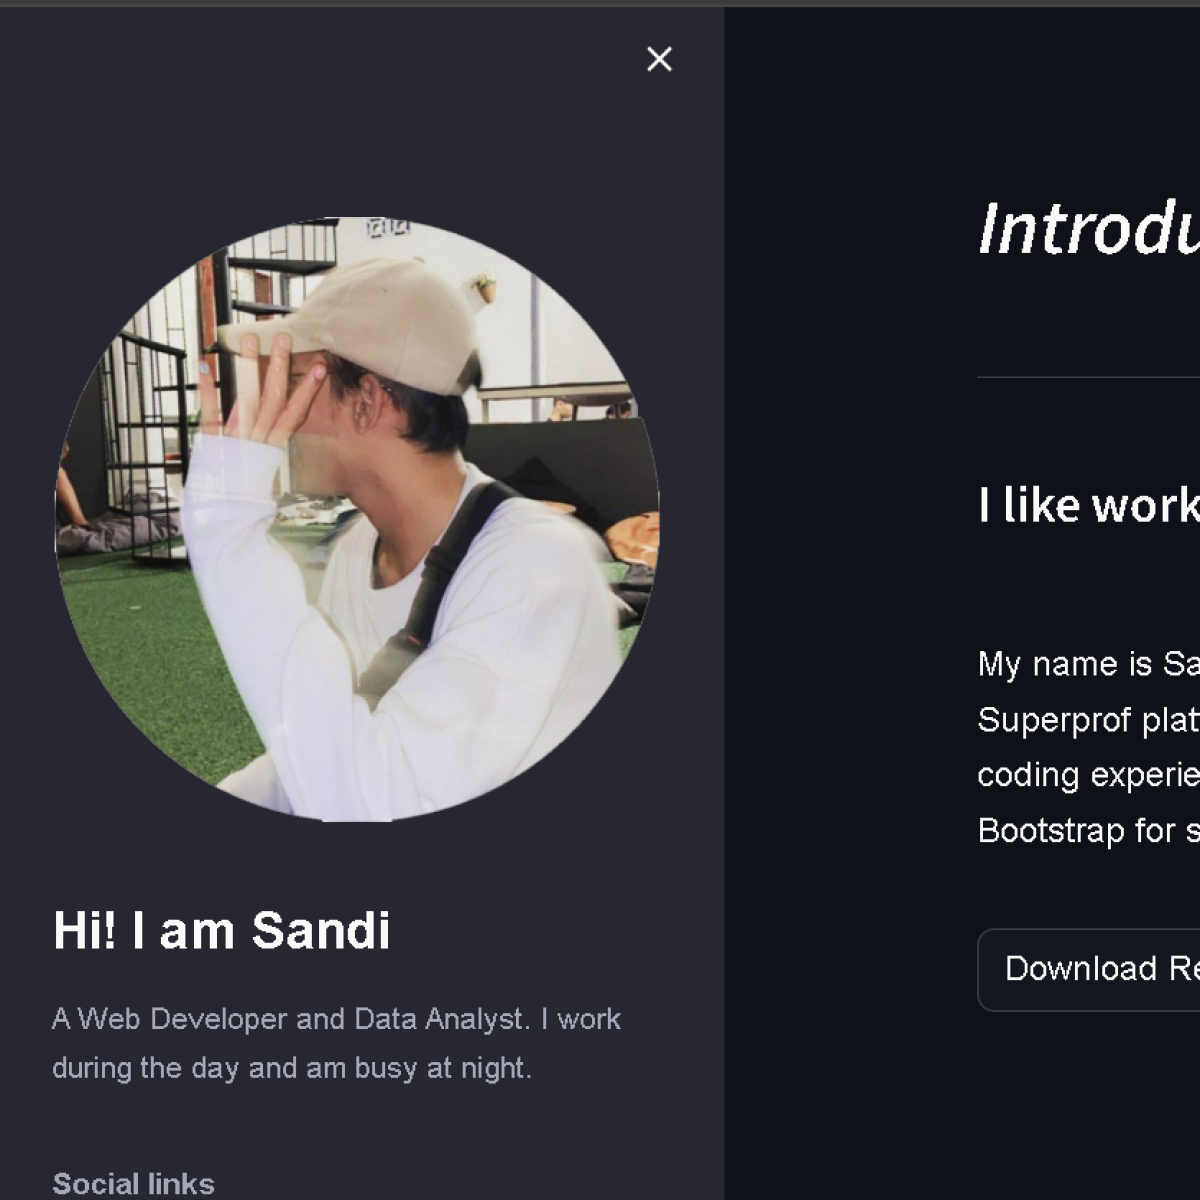 Hi! I am Sandi
A Web Developer and Data Analyst. I work
during the day and am busy at night.
Social links
Introdu
I like work
My name is Sa
Superprof plat
coding experie
Bootstrap for s
Download Re